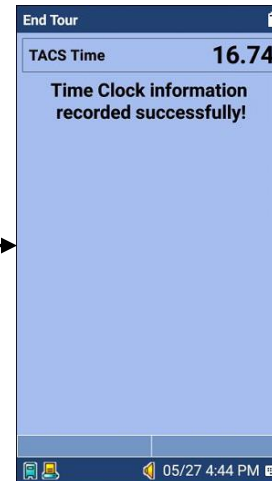 End Tour
TACS Time 16.74
Time Clock information
recorded successfully!
05/27 4:44 PM